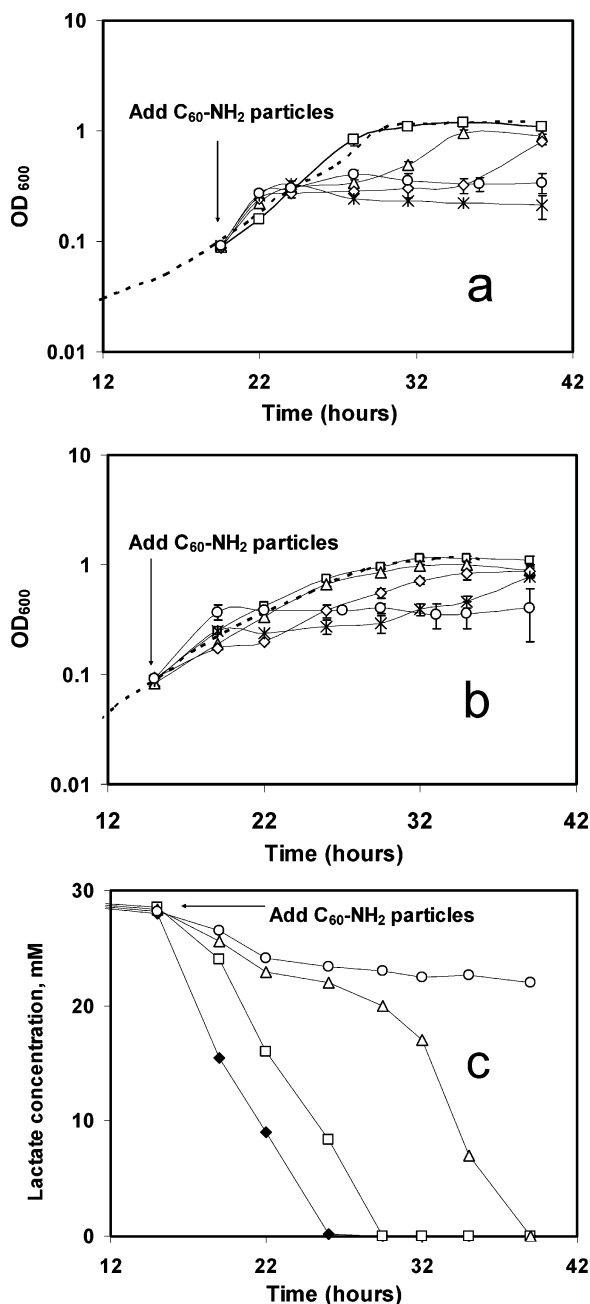 10
Add C60-NH2 particles
1
OD 600
0.1
a
0.01
12 22 32 42
Time (hours)
10
Add C60-NH2 particles
1
OD600
0.1
b
0.01
12 22 32 42
Time (hours)
30
Add C60-NH2 particles
20
Lactate concentration, mM
c
10
0
12 22 32 42
Time (hours)